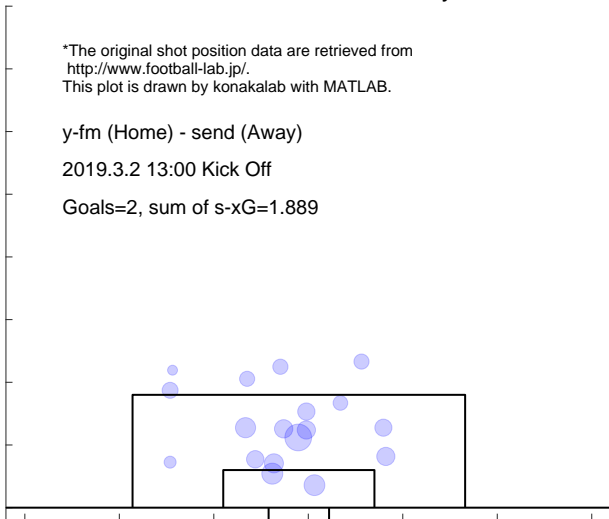 *The original shot position data are retrieved from
http://www.football-lab.jp/.
This plot is drawn by konakalab with MATLAB.
y-fm (Home) - send (Away)
2019.3.2 13:00 Kick Off
Goals=2, sum of s-xG=1.889